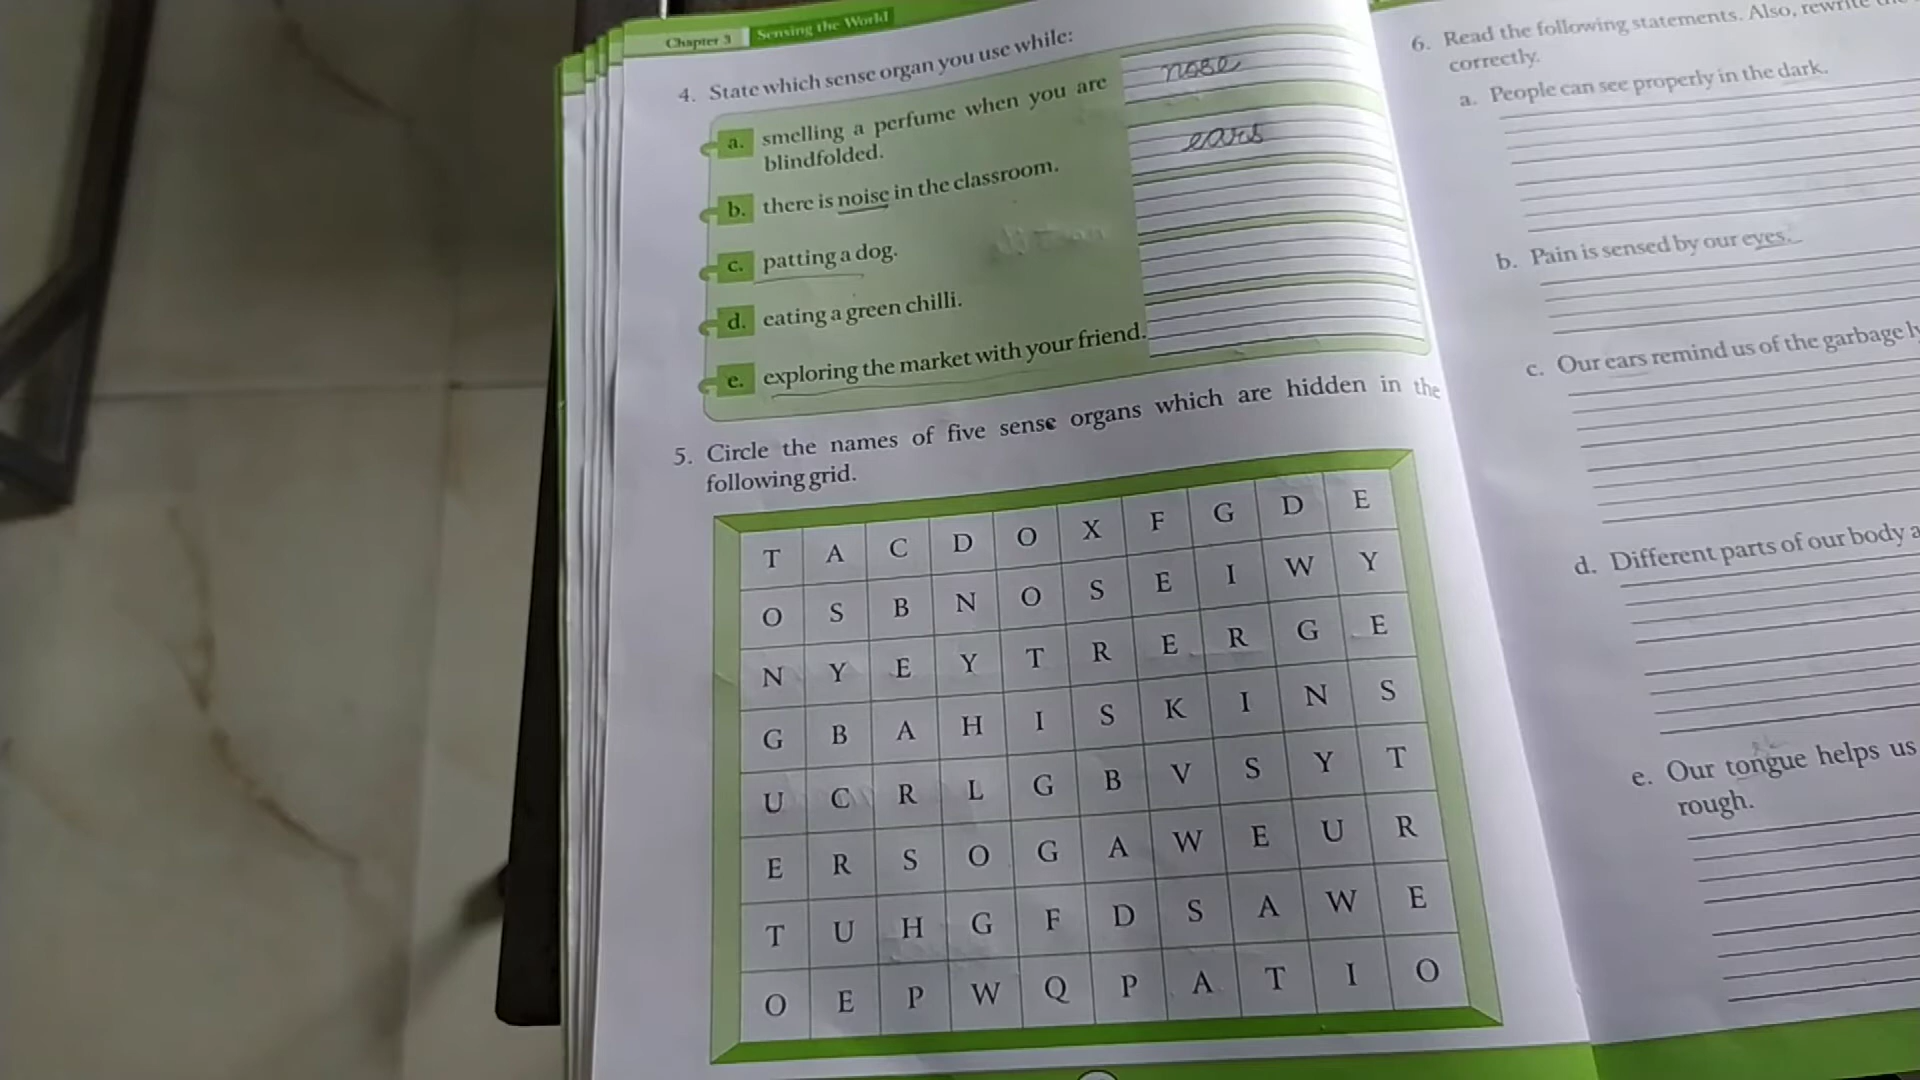 Chapter 3 Sensing the World
4. State which sense organ you use while:
a. smelling a perfume when you are
blindfolded.
nose
b. there is noise in the classroom.
ears
c. patting a dog.
d. eating a green chilli.
e. exploring the market with your friend.
5. Circle the names of five sense organs which are hidden in the
following grid.
T A C D O X F G D E
O S B N O S E I W Y
N Y E Y T R E R G E
G B A H I S K I N S
U C R L G B V S Y T
E R S O G A W E U R
T U H G F D S A W E
O E P W Q P A T I O
6. Read the following statements. Also, rewrite
correctly.
a. People can see properly in the dark.
b. Pain is sensed by our eyes.
c. Our ears remind us of the garbage
d. Different parts of our body
e. Our tongue helps us
rough.